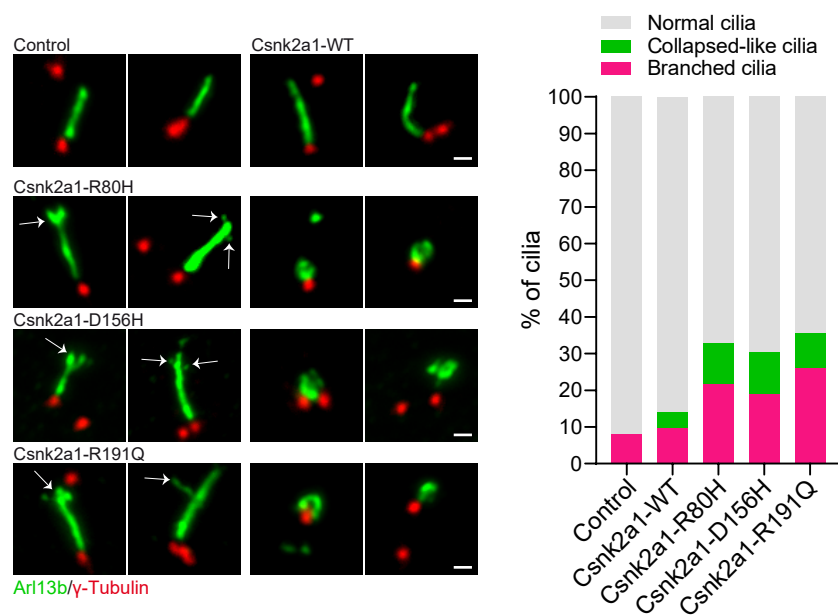 Control
Csnk2a1-WT
Csnk2a1-R80H
Csnk2a1-D156H
Csnk2a1-R191Q
Arl13b/γ-Tubulin
Normal cilia
Collapsed-like cilia
Branched cilia
% of cilia
100
90
80
70
60
50
40
30
20
10
0
Control
Csnk2a1-WT
Csnk2a1-R80H
Csnk2a1-D156H
Csnk2a1-R191Q